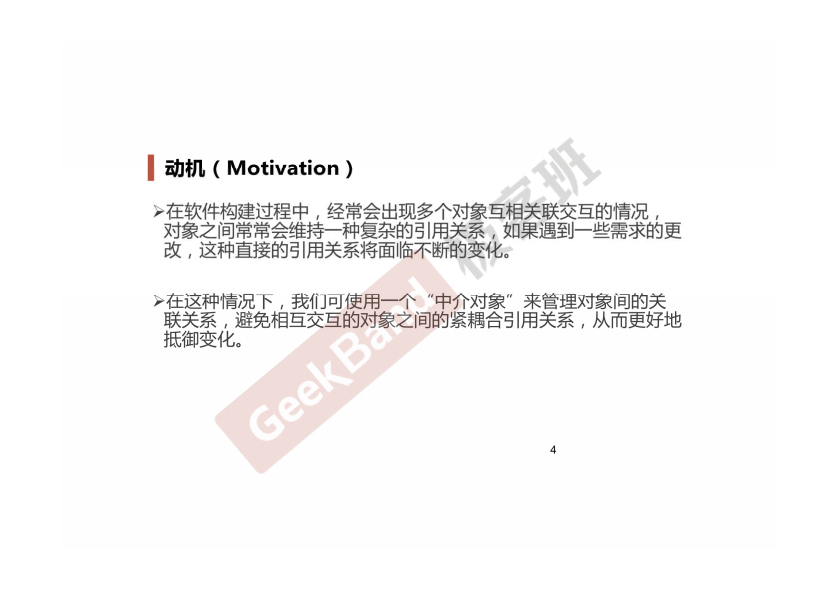 动机（Motivation）
➢在软件构建过程中，经常会出现多个对象互相关联交互的情况，
对象之间常常会维持一种复杂的引用关系，如果遇到一些需求的更
改，这种直接的引用关系将面临不断的变化。
➢在这种情况下，我们可使用一个“中介对象”来管理对象间的关
联关系，避免相互交互的对象之间的紧耦合引用关系，从而更好地
抵御变化。
GeekBand 极客班
4